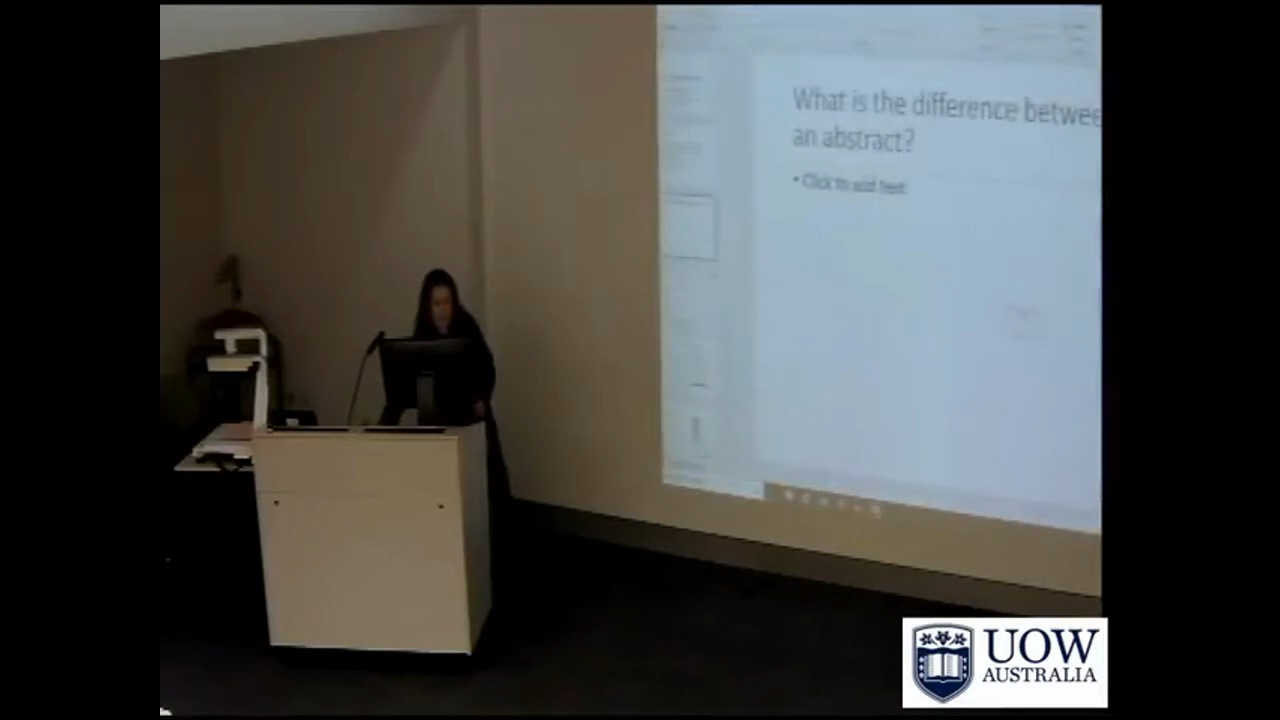 What is the difference betwee
an abstract?
• Click to add text
UOW
AUSTRALIA